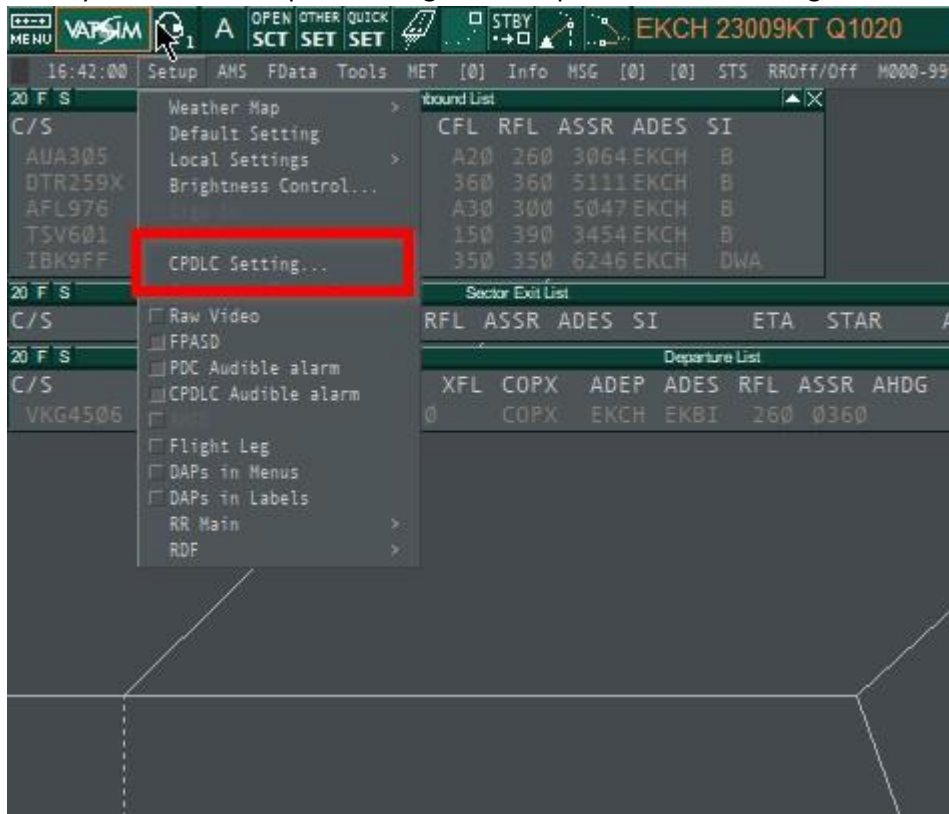 MENU VATSIM 1 A OPEN SCT OTHER SET QUICK SET STBY EKCH 23009KT Q1020
16:42:00 Setup AMS FData Tools MET [0] Info MSG [0] [0] STS RROff/Off M000-99
20 F S bound List
C/S CFL RFL ASSR ADES SI
AUA305 A20 260 3064 EKCH B
DTR259X 360 360 5111 EKCH B
AFL976 A30 300 5047 EKCH B
TSV601 150 390 3454 EKCH B
IBK9FF 350 350 6246 EKCH DWA
Weather Map >
Default Setting
Local Settings >
Brightness Control...
CPDLC Setting...
Raw Video
FPASD
PDC Audible alarm
CPDLC Audible alarm
Flight Leg
DAPs in Menus
DAPs in Labels
RR Main >
RDF >
20 F S Sector Exit List
C/S RFL ASSR ADES SI ETA STAR
20 F S Departure List
C/S XFL COPX ADEP ADES RFL ASSR AHDG
VKG4506 0 COPX EKCH EKBI 260 0360